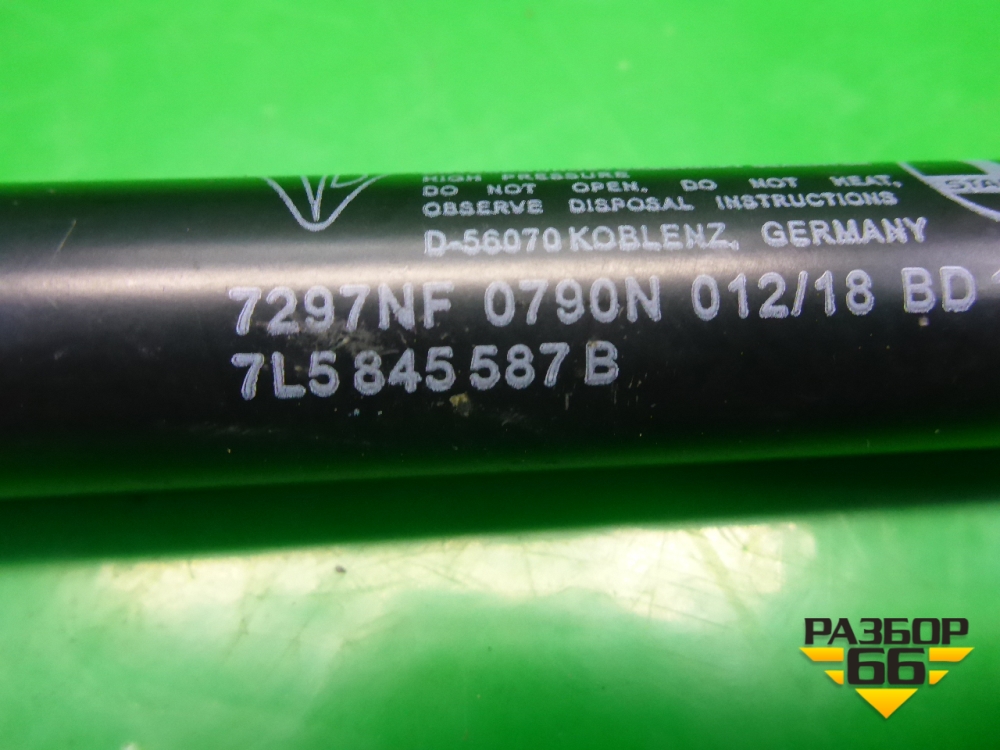 HIGH PRESSURE
DO NOT OPEN, DO NOT HEAT,
OBSERVE DISPOSAL INSTRUCTIONS
D-56070 KOBLENZ, GERMANY
7297NF 0790N 012/18 BD
7L5 845 587 B
STA
РАЗБОР
66